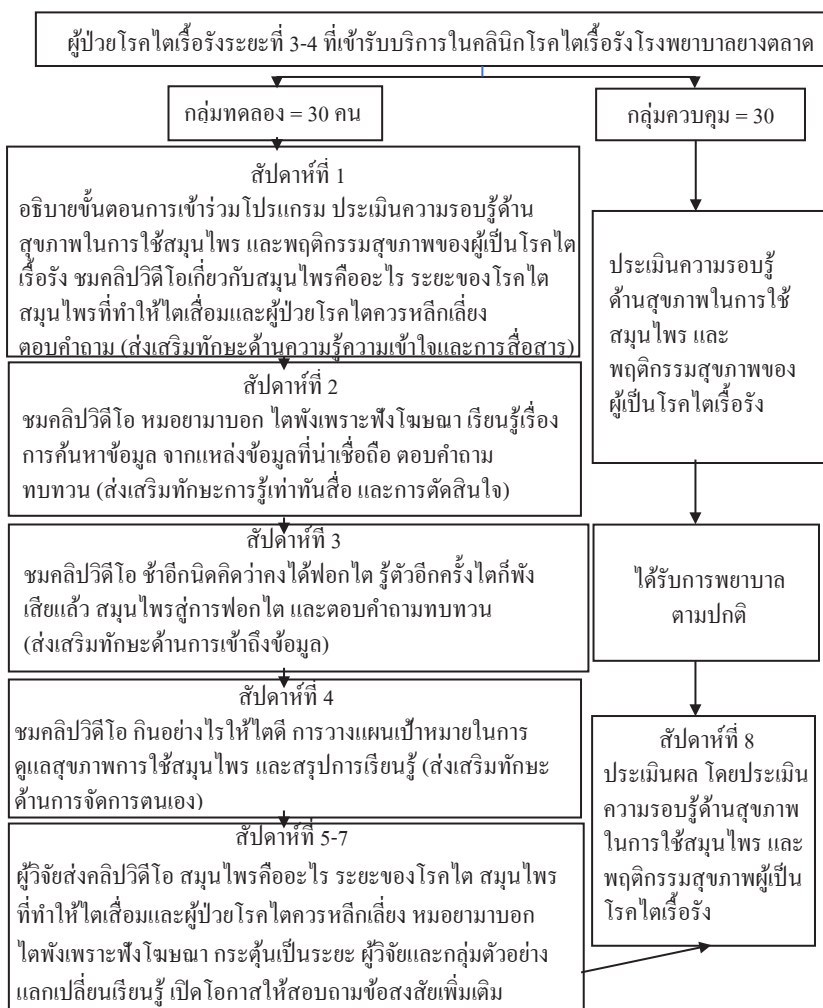 ผู้ป่วยโรคไตเรื้อรังระยะที่ 3-4 ที่เข้ารับบริการในคลินิกโรคไตเรื้อรังโรงพยาบาลยางตลาด
กลุ่มทดลอง = 30 คน
กลุ่มควบคุม = 30
สัปดาห์ที่ 1
อธิบายขั้นตอนการเข้าร่วมโปรแกรม ประเมินความรอบรู้ด้าน
สุขภาพในการใช้สมุนไพร และพฤติกรรมสุขภาพของผู้เป็นโรคไต
เรื้อรัง ชมคลิปวิดีโอเกี่ยวกับสมุนไพรคืออะไร ระยะของโรคไต
สมุนไพรที่ทำให้ไตเสื่อมและผู้ป่วยโรคไตควรหลีกเลี่ยง
ตอบคำถาม (ส่งเสริมทักษะด้านความรู้ความเข้าใจและการสื่อสาร)
สัปดาห์ที่ 2
ชมคลิปวิดีโอ หมอยามาบอก ไตพังเพราะฟังโฆษณา เรียนรู้เรื่อง
การค้นหาข้อมูล จากแหล่งข้อมูลที่น่าเชื่อถือ ตอบคำถาม
ทบทวน (ส่งเสริมทักษะการรู้เท่าทันสื่อ และการตัดสินใจ)
สัปดาห์ที่ 3
ชมคลิปวิดีโอ ช้าอีกนิดคิดว่าคงได้ฟอกไต รู้ตัวอีกครั้งไตก็พัง
เสียแล้ว สมุนไพรสู่การฟอกไต และตอบคำถามทบทวน
(ส่งเสริมทักษะด้านการเข้าถึงข้อมูล)
สัปดาห์ที่ 4
ชมคลิปวิดีโอ กินอย่างไรให้ไตดี การวางแผนเป้าหมายในการ
ดูแลสุขภาพการใช้สมุนไพร และสรุปการเรียนรู้ (ส่งเสริมทักษะ
ด้านการจัดการตนเอง)
สัปดาห์ที่ 5-7
ผู้วิจัยส่งคลิปวิดีโอ สมุนไพรคืออะไร ระยะของโรคไต สมุนไพร
ที่ทำให้ไตเสื่อมและผู้ป่วยโรคไตควรหลีกเลี่ยง หมอยามาบอก
ไตพังเพราะฟังโฆษณา กระตุ้นเป็นระยะ ผู้วิจัยและกลุ่มตัวอย่าง
แลกเปลี่ยนเรียนรู้ เปิดโอกาสให้สอบถามข้อสงสัยเพิ่มเติม
ประเมินความรอบรู้
ด้านสุขภาพในการใช้
สมุนไพร และ
พฤติกรรมสุขภาพของ
ผู้เป็นโรคไตเรื้อรัง
ได้รับการพยาบาล
ตามปกติ
สัปดาห์ที่ 8
ประเมินผล โดยประเมิน
ความรอบรู้ด้านสุขภาพ
ในการใช้สมุนไพร และ
พฤติกรรมสุขภาพผู้เป็น
โรคไตเรื้อรัง